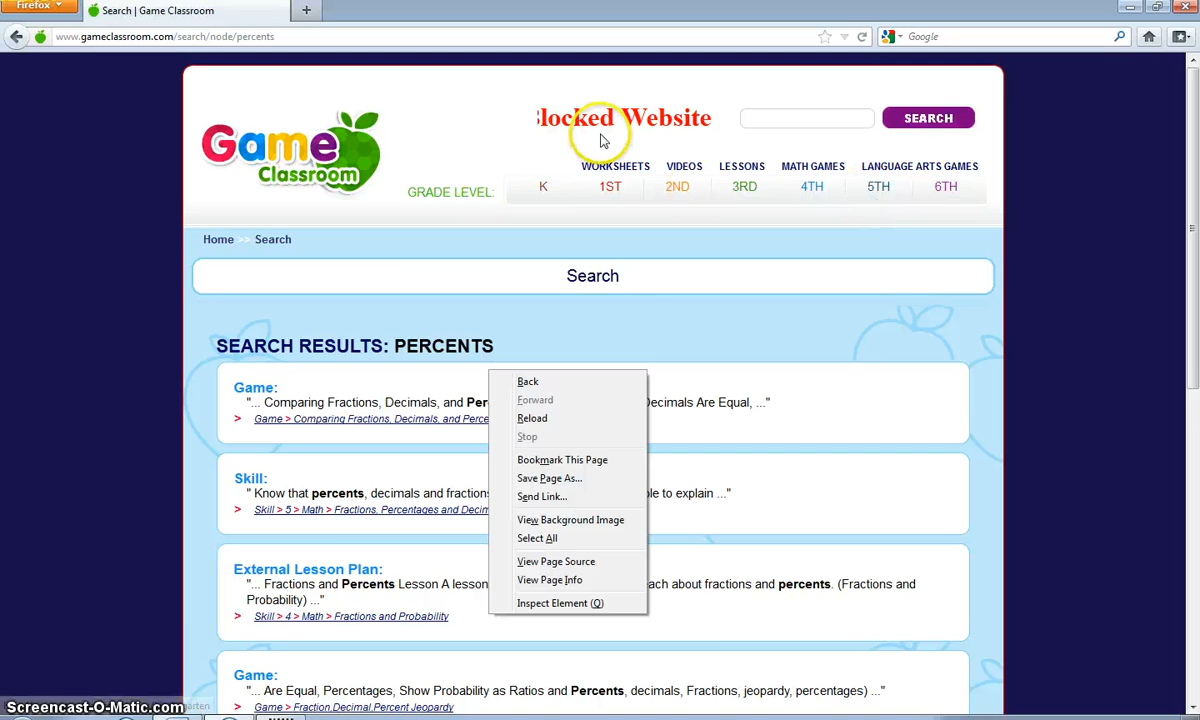 Firefox
Search | Game Classroom
www.gameclassroom.com/search/node/percents
Google
Game Classroom
locked Website
SEARCH
WORKSHEETS VIDEOS LESSONS MATH GAMES LANGUAGE ARTS GAMES
GRADE LEVEL: K 1ST 2ND 3RD 4TH 5TH 6TH
Home >> Search
Search
SEARCH RESULTS: PERCENTS
Game:
"... Comparing Fractions, Decimals, and Per Decimals Are Equal, ..."
> Game > Comparing Fractions, Decimals, and Perce
Skill:
" Know that percents, decimals and fractions le to explain ..."
> Skill > 5 > Math > Fractions, Percentages and Decim
External Lesson Plan:
"... Fractions and Percents Lesson A lesson ach about fractions and percents. (Fractions and
Probability) ..."
> Skill > 4 > Math > Fractions and Probability
Game:
"... Are Equal, Percentages, Show Probability as Ratios and Percents, decimals, Fractions, jeopardy, percentages) ..."
> Game > Fraction,Decimal,Percent Jeopardy
Back
Forward
Reload
Stop
Bookmark This Page
Save Page As...
Send Link...
View Background Image
Select All
View Page Source
View Page Info
Inspect Element (Q)
Screencast-O-Matic.com